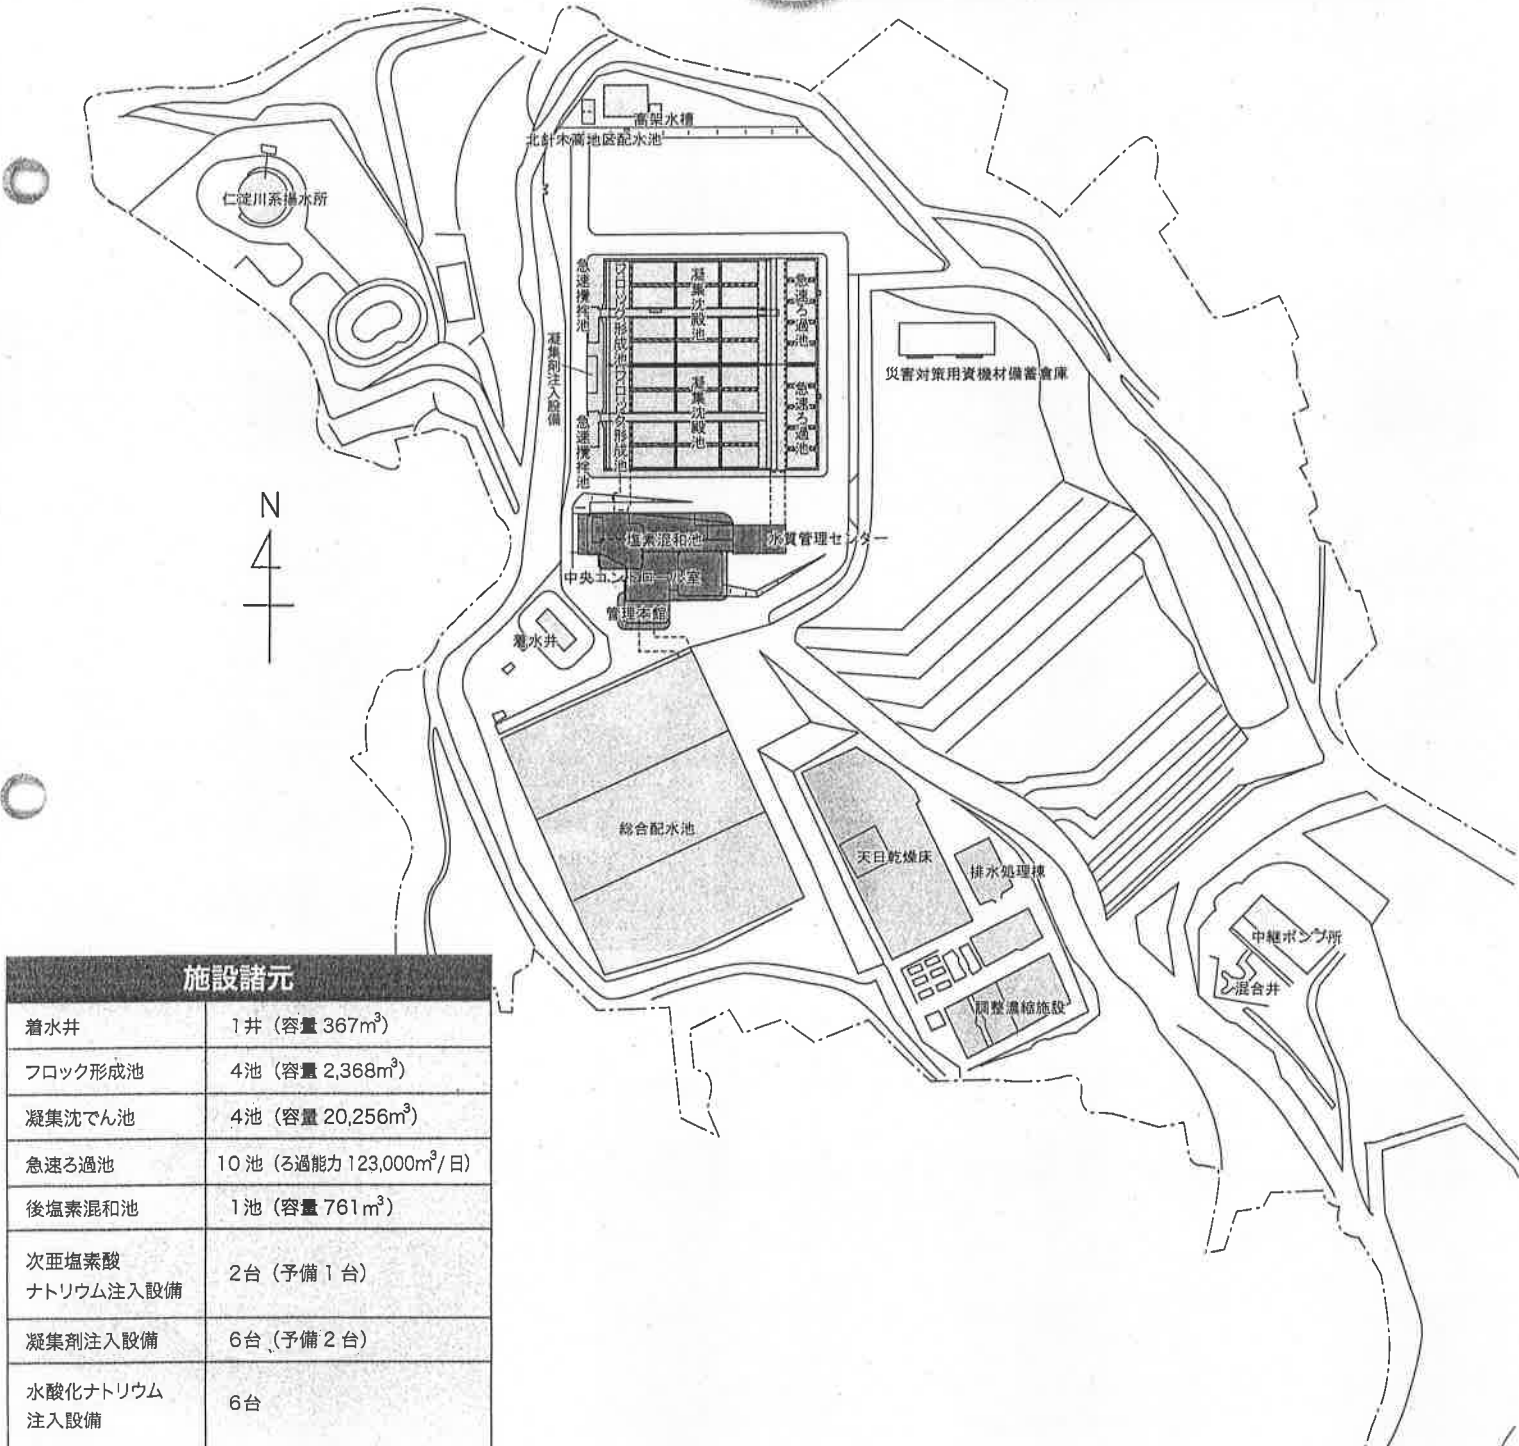 高架水槽
北針木高地区配水池
仁淀川系揚水所
急速攪拌池
フロック形成池
凝集沈殿池
急速ろ過池
凝集剤注入設備
災害対策用資機材備蓄倉庫
急速攪拌池
フロック形成池
凝集沈殿池
急速ろ過池
N
塩素混和池
水質管理センター
中央コントロール室
管理本館
着水井
総合配水池
天日乾燥床
排水処理棟
中継ポンプ所
混合井
調整濃縮施設
施設諸元
着水井 1井（容量 367m³）
フロック形成池 4池（容量 2,368m³）
凝集沈でん池 4池（容量 20,256m³）
急速ろ過池 10池（ろ過能力 123,000m³/日）
後塩素混和池 1池（容量 761m³）
次亜塩素酸
ナトリウム注入設備 2台（予備 1 台）
凝集剤注入設備 6台（予備 2 台）
水酸化ナトリウム
注入設備 6台